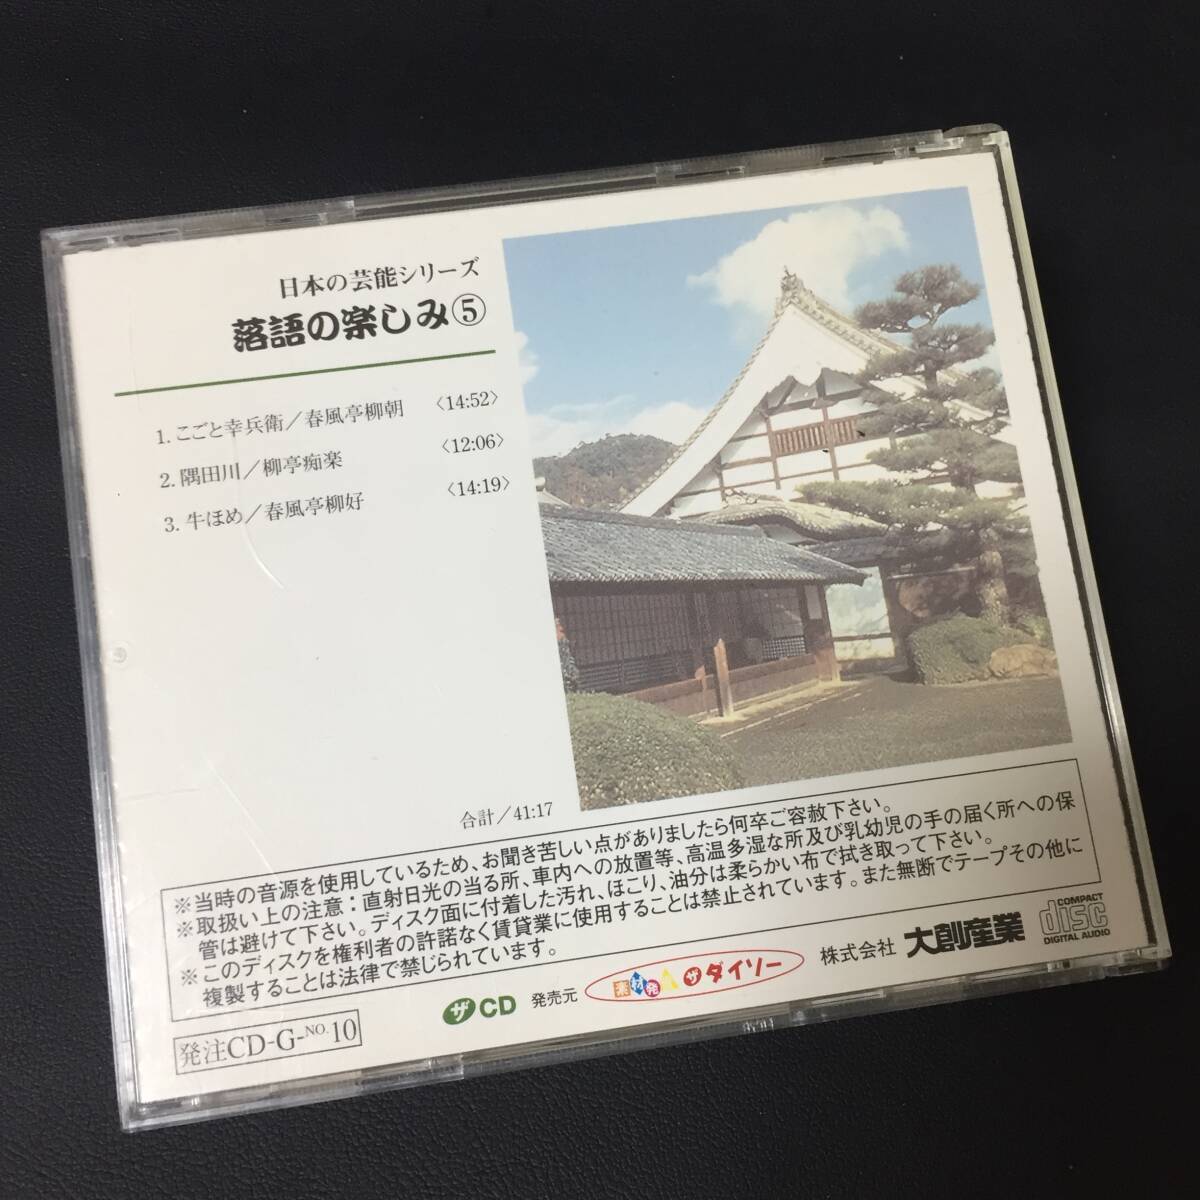 日本の芸能シリーズ
落語の楽しみ⑤
1. こごと幸兵衛／春風亭柳朝 〈14:52〉
2. 隅田川／柳亭痴楽 〈12:06〉
3. 牛ほめ／春風亭柳好 〈14:19〉
合計／41:17
※当時の音源を使用しているため、お聞き苦しい点がありましたら何卒ご容赦下さい。
※取扱い上の注意：直射日光の当る所、車内への放置等、高温多湿な所及び乳幼児の手の届く所への保
管は避けて下さい。ディスク面に付着した汚れ、ほこり、油分は柔らかい布で拭き取って下さい。
※このディスクを権利者の許諾なく賃貸業に使用することは禁止されています。また無断でテープその他に
複製することは法律で禁じられています。
発注CD-G-NO.10
ザCD 発売元 素材発 ザダイソー 株式会社 大創産業
COMPACT
disc
DIGITAL AUDIO